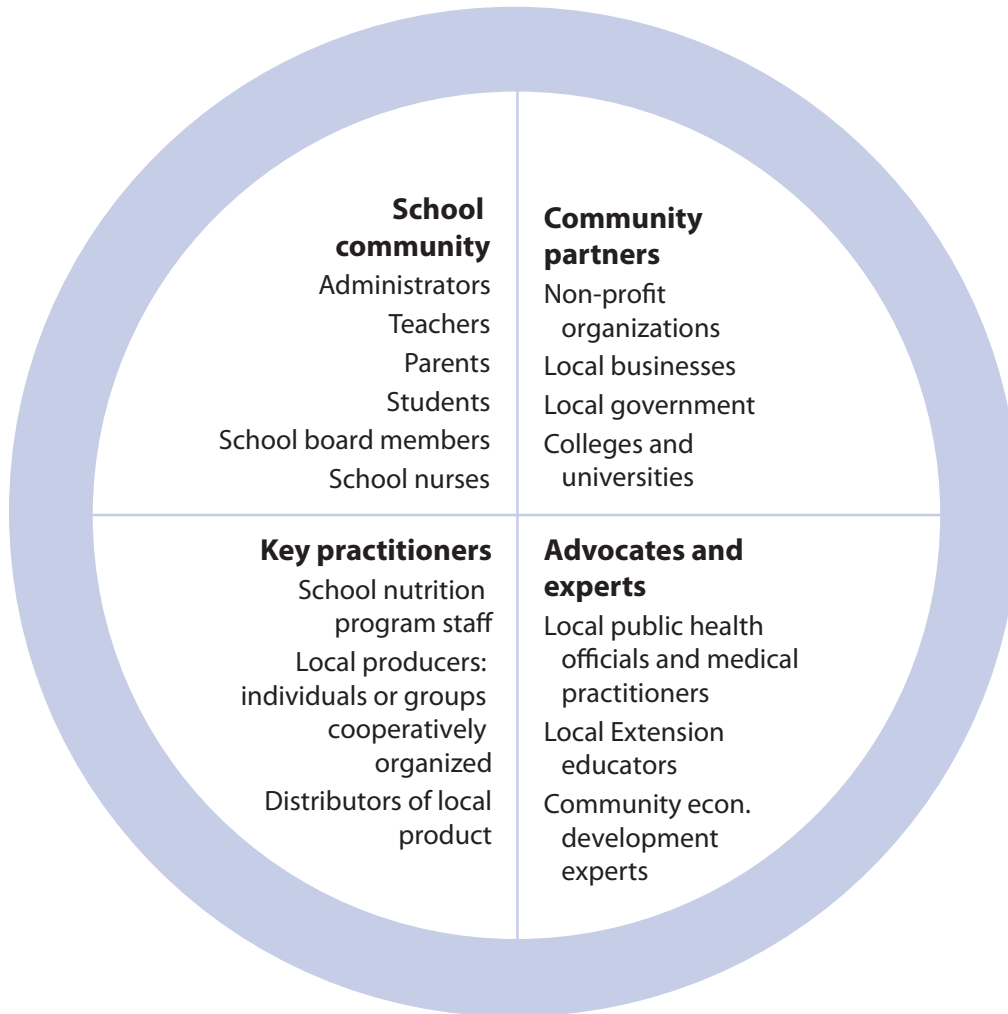 School
community
Administrators
Teachers
Parents
Students
School board members
School nurses
Community
partners
Non-profit
organizations
Local businesses
Local government
Colleges and
universities
Key practitioners
School nutrition
program staff
Local producers:
individuals or groups
cooperatively
organized
Distributors of local
product
Advocates and
experts
Local public health
officials and medical
practitioners
Local Extension
educators
Community econ.
development
experts